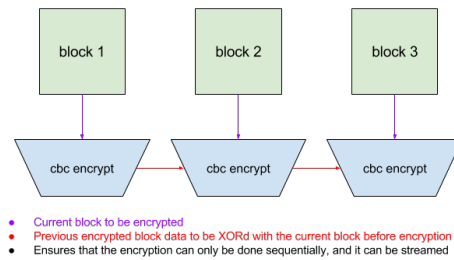 block 1 block 2 block 3
cbc encrypt cbc encrypt cbc encrypt
Current block to be encrypted
Previous encrypted block data to be XORd with the current block before encryption
Ensures that the encryption can only be done sequentially, and it can be streamed